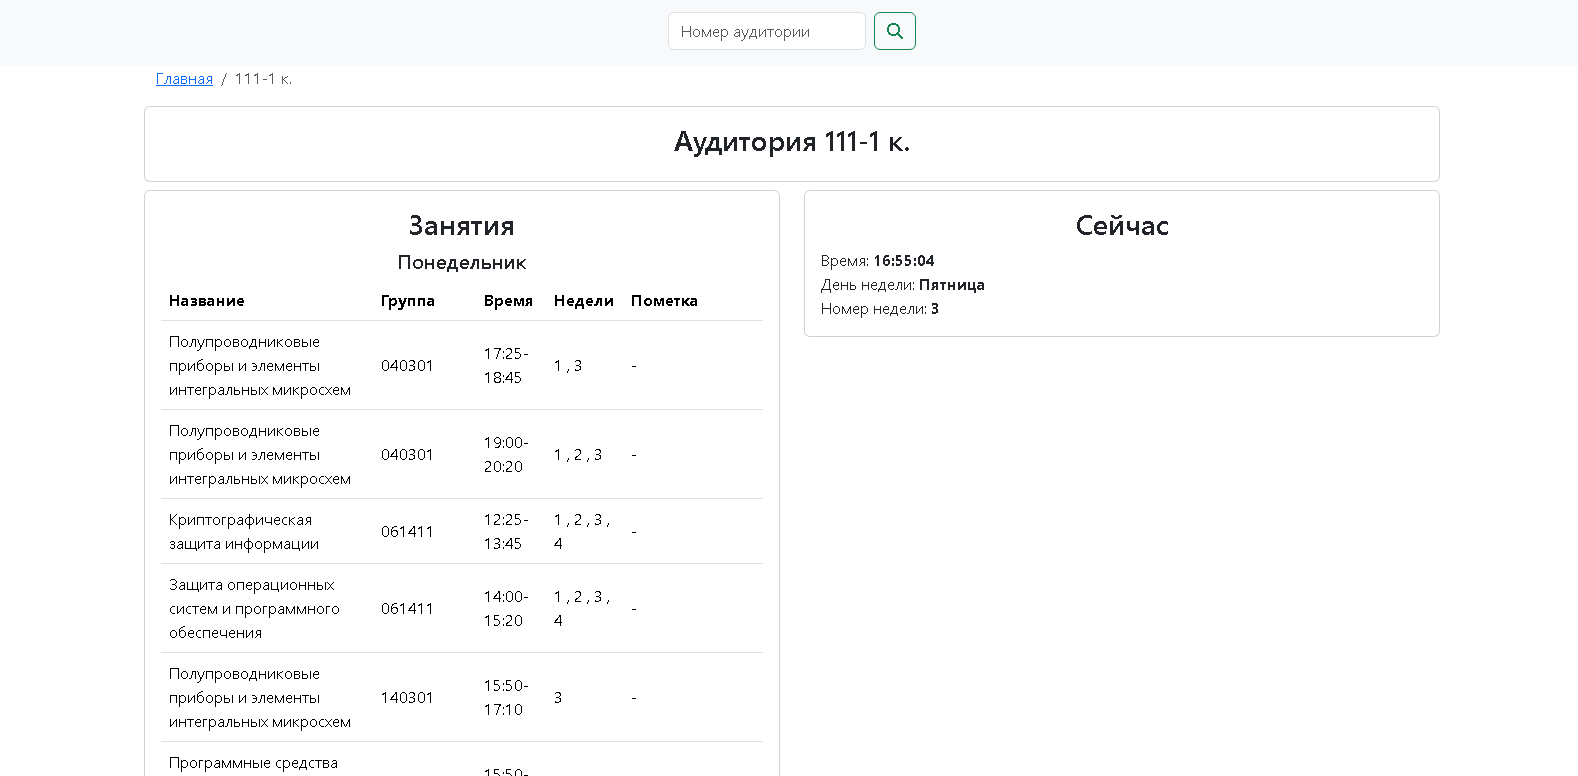 Номер аудитории
Главная / 111-1 к.
Аудитория 111-1 к.
Занятия
Понедельник
Название Группа Время Недели Пометка
Полупроводниковые
приборы и элементы
интегральных микросхем
040301
17:25-
18:45
1 , 3
-
Полупроводниковые
приборы и элементы
интегральных микросхем
040301
19:00-
20:20
1 , 2 , 3
-
Криптографическая
защита информации
061411
12:25-
13:45
1 , 2 , 3 ,
4
-
Защита операционных
систем и программного
обеспечения
061411
14:00-
15:20
1 , 2 , 3 ,
4
-
Полупроводниковые
приборы и элементы
интегральных микросхем
140301
15:50-
17:10
3
-
Программные средства
15:50-
Сейчас
Время: 16:55:04
День недели: Пятница
Номер недели: 3